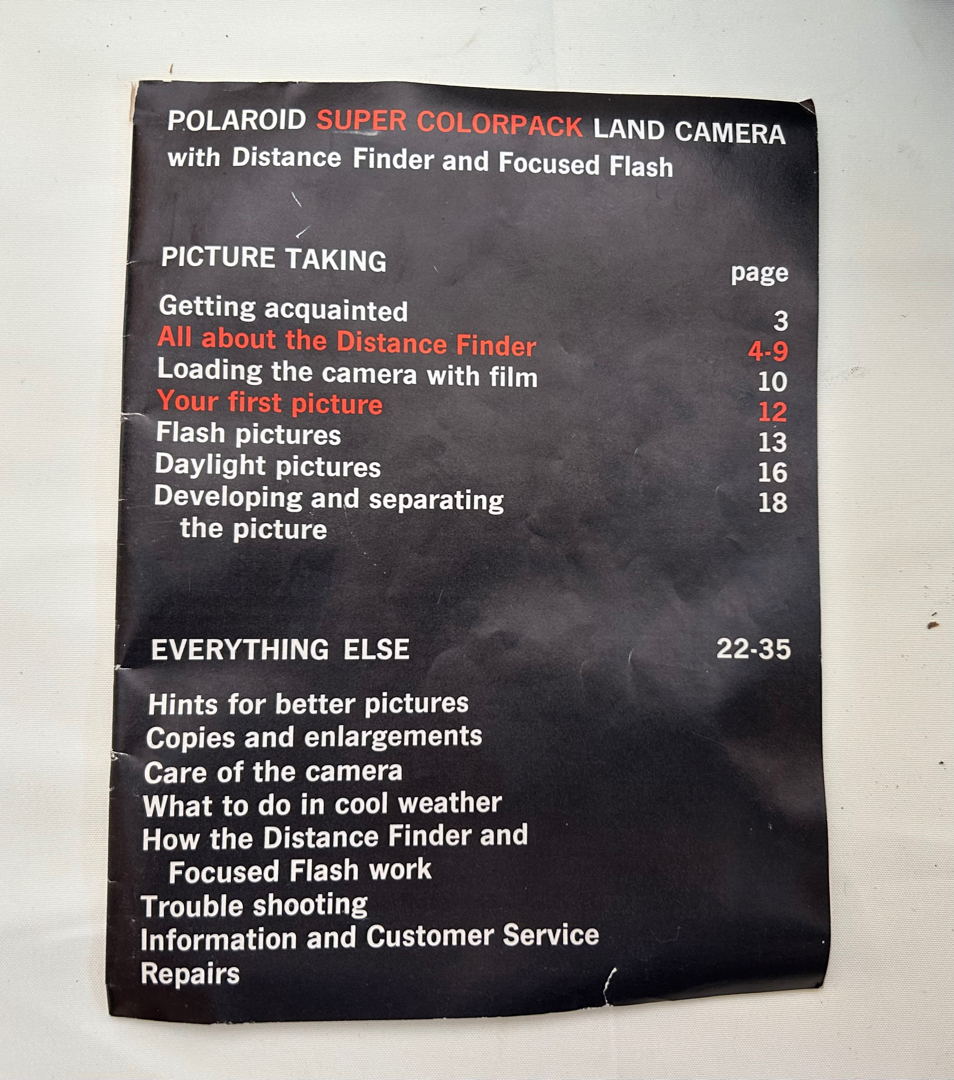 POLAROID SUPER COLORPACK LAND CAMERA
with Distance Finder and Focused Flash
PICTURE TAKING page
Getting acquainted 3
All about the Distance Finder 4-9
Loading the camera with film 10
Your first picture 12
Flash pictures 13
Daylight pictures 16
Developing and separating 18
the picture
EVERYTHING ELSE 22-35
Hints for better pictures
Copies and enlargements
Care of the camera
What to do in cool weather
How the Distance Finder and
Focused Flash work
Trouble shooting
Information and Customer Service
Repairs